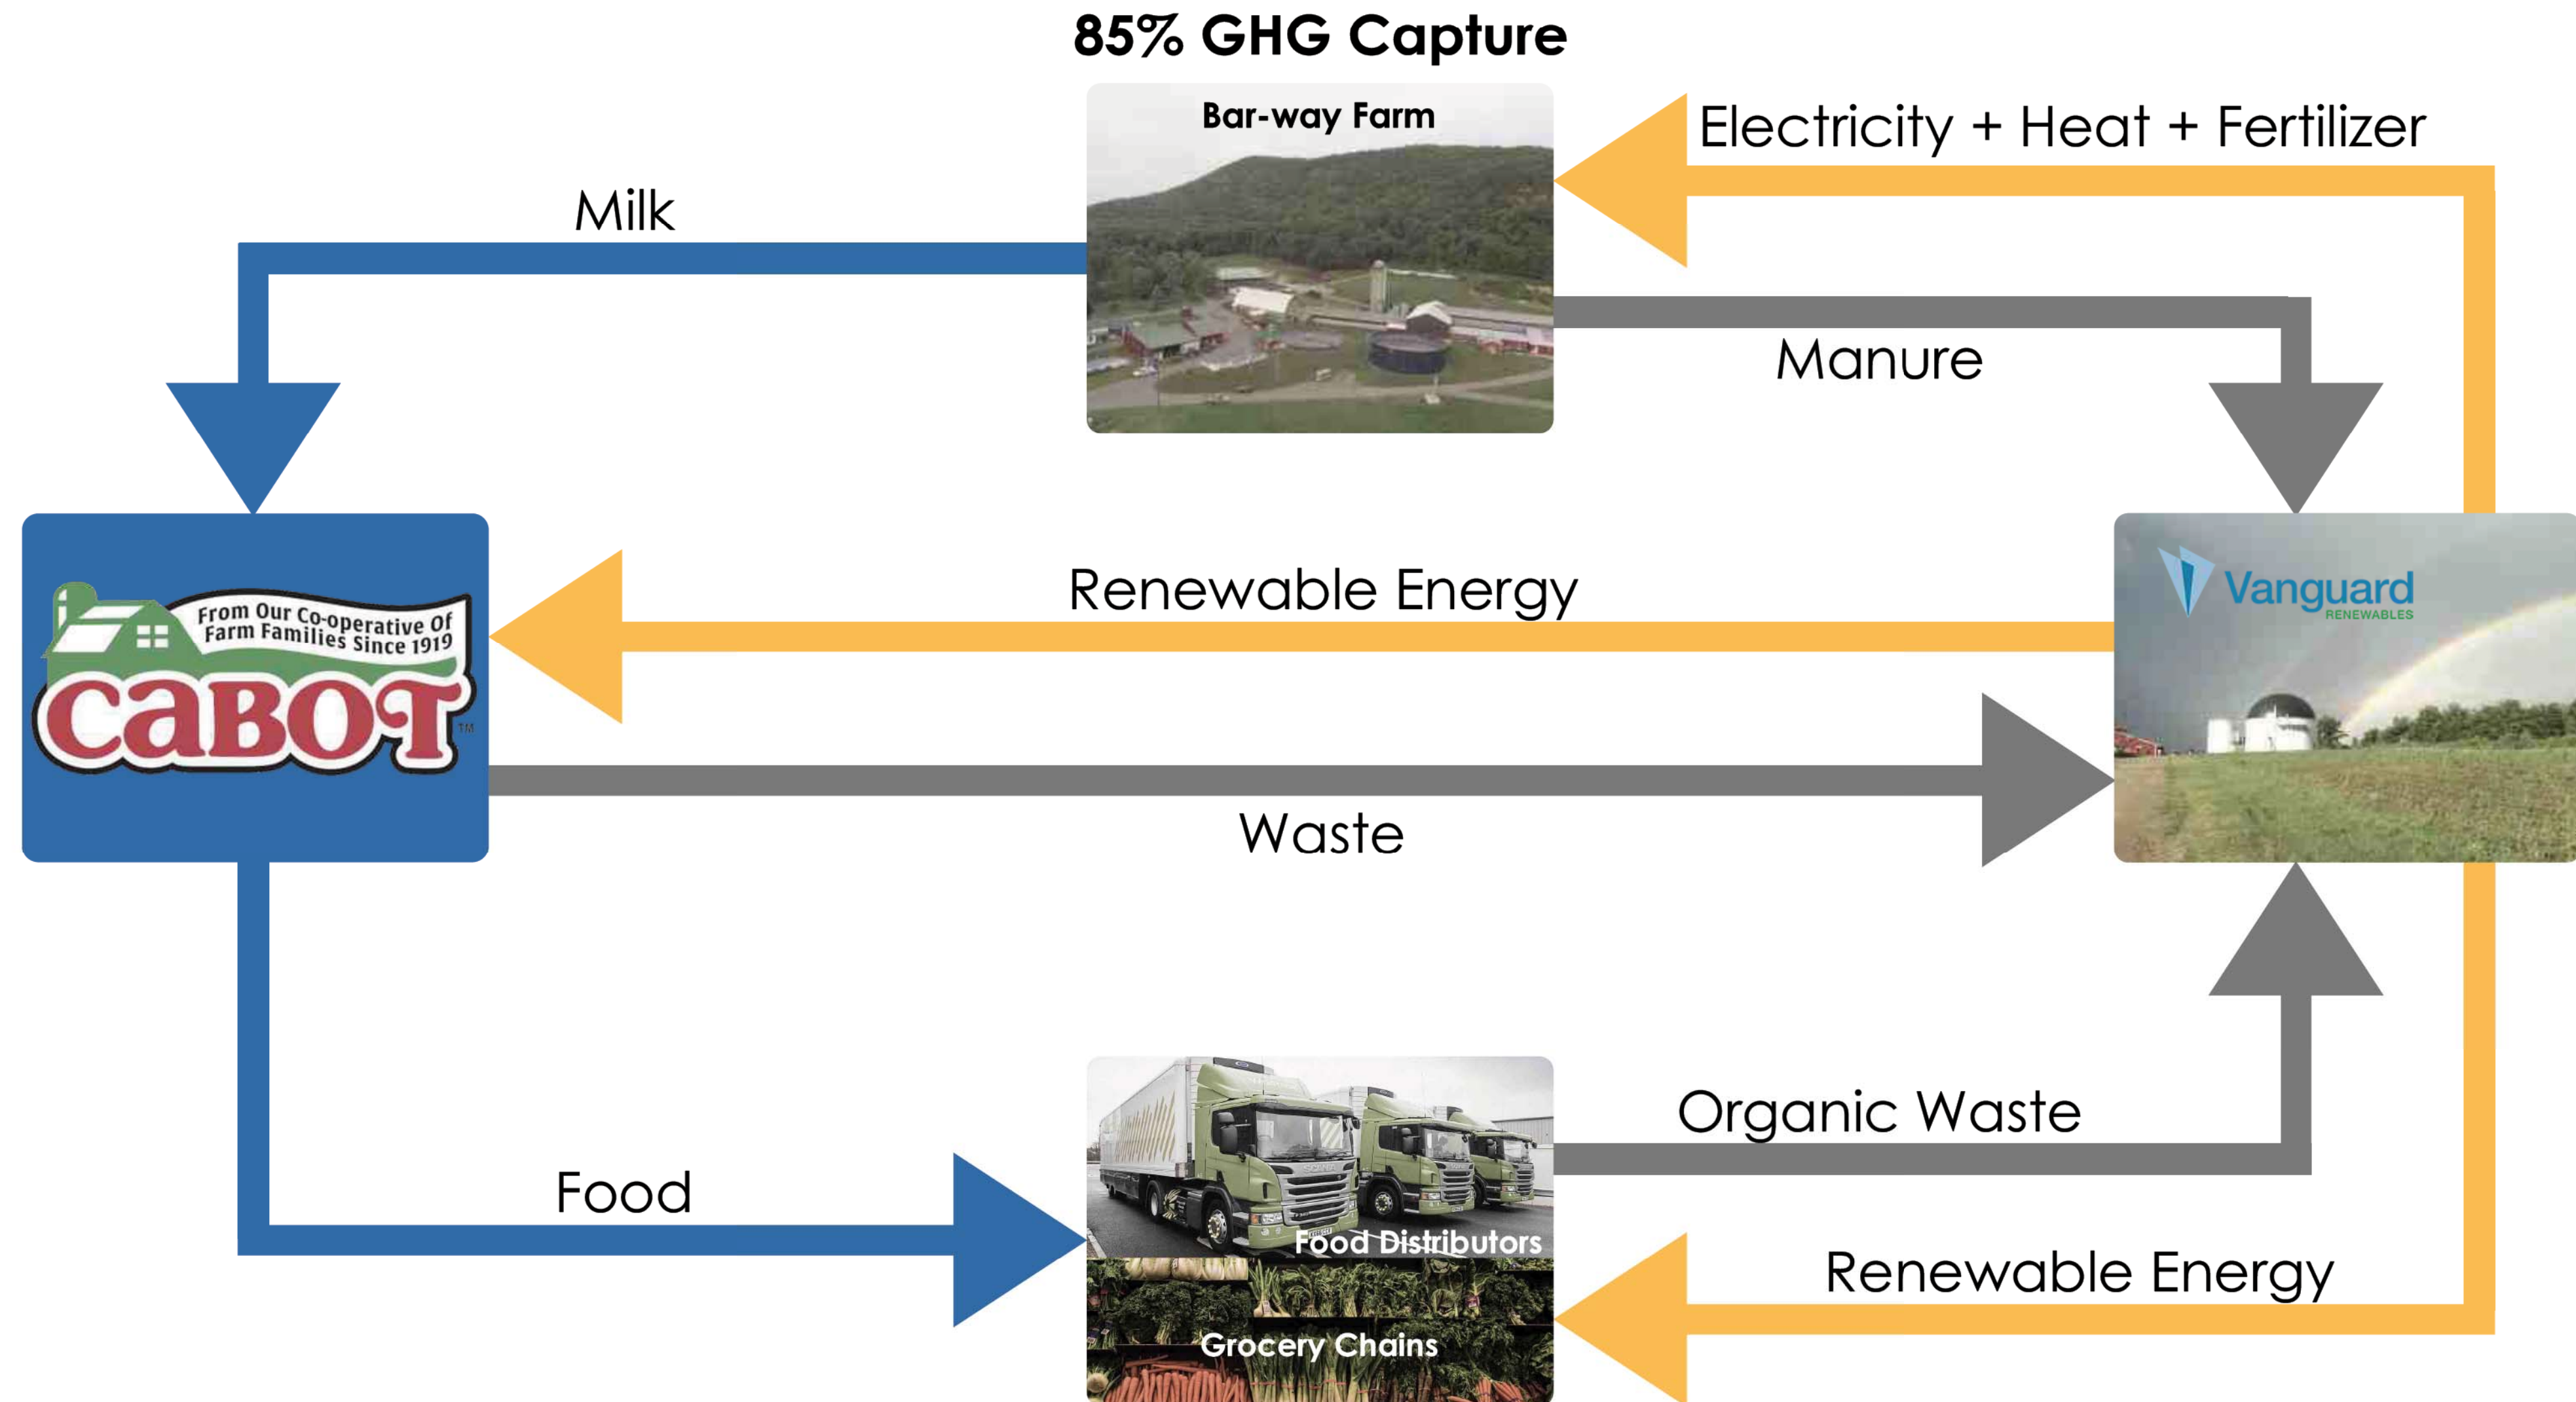 85% GHG Capture
Bar-way Farm
Electricity + Heat + Fertilizer
Milk
Manure
From Our Co-operative Of
Farm Families Since 1919
CABOT
TM
Renewable Energy
Vanguard
RENEWABLES
Waste
Organic Waste
Food
SCANIA
Food Distributors
Renewable Energy
Grocery Chains